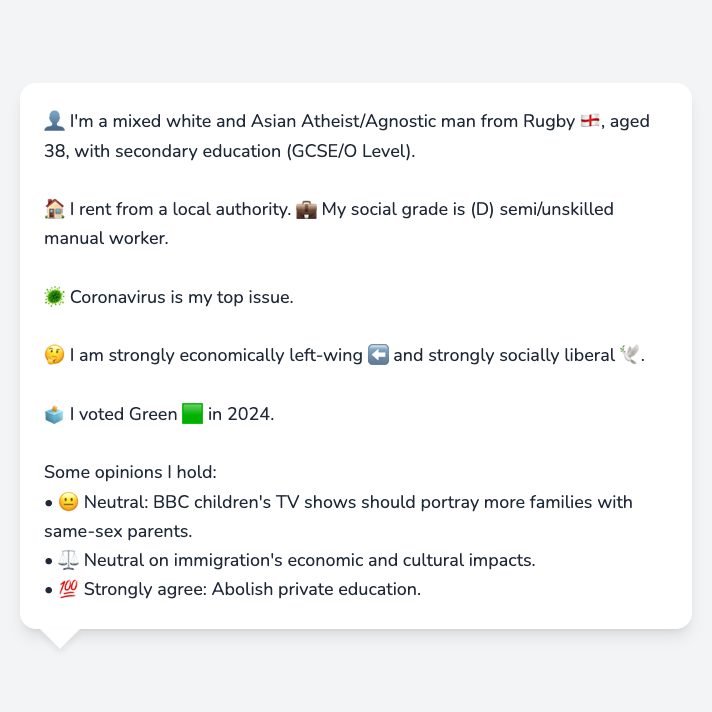 👤 I'm a mixed white and Asian Atheist/Agnostic man from Rugby 🏴󠁧󠁢󠁥󠁮󠁧󠁿, aged
38, with secondary education (GCSE/O Level).
🏠 I rent from a local authority. 💼 My social grade is (D) semi/unskilled
manual worker.
🦠 Coronavirus is my top issue.
🤔 I am strongly economically left-wing ⬅️ and strongly socially liberal 🕊️.
🗳️ I voted Green 🟩 in 2024.
Some opinions I hold:
• 😐 Neutral: BBC children's TV shows should portray more families with
same-sex parents.
• ⚖️ Neutral on immigration's economic and cultural impacts.
• 💯 Strongly agree: Abolish private education.